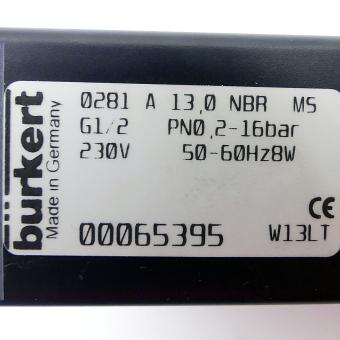 burkert
Made in Germany
0281 A 13,0 NBR MS
G1/2 PN0,2-16bar
230V 50-60Hz8W
CE
00065395 W13LT